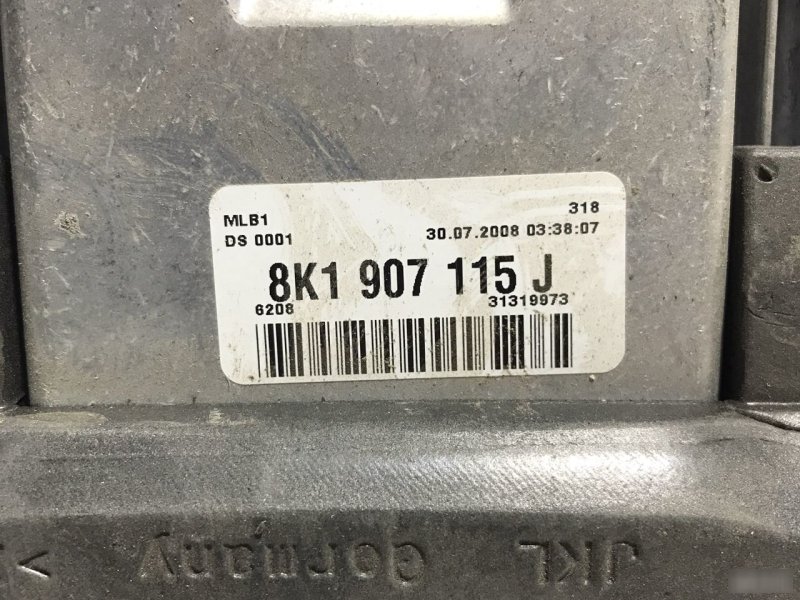 MLB1 318
DS 0001 30.07.2008 03:38:07
8K1 907 115 J
6208 31319973
JKL Germany >